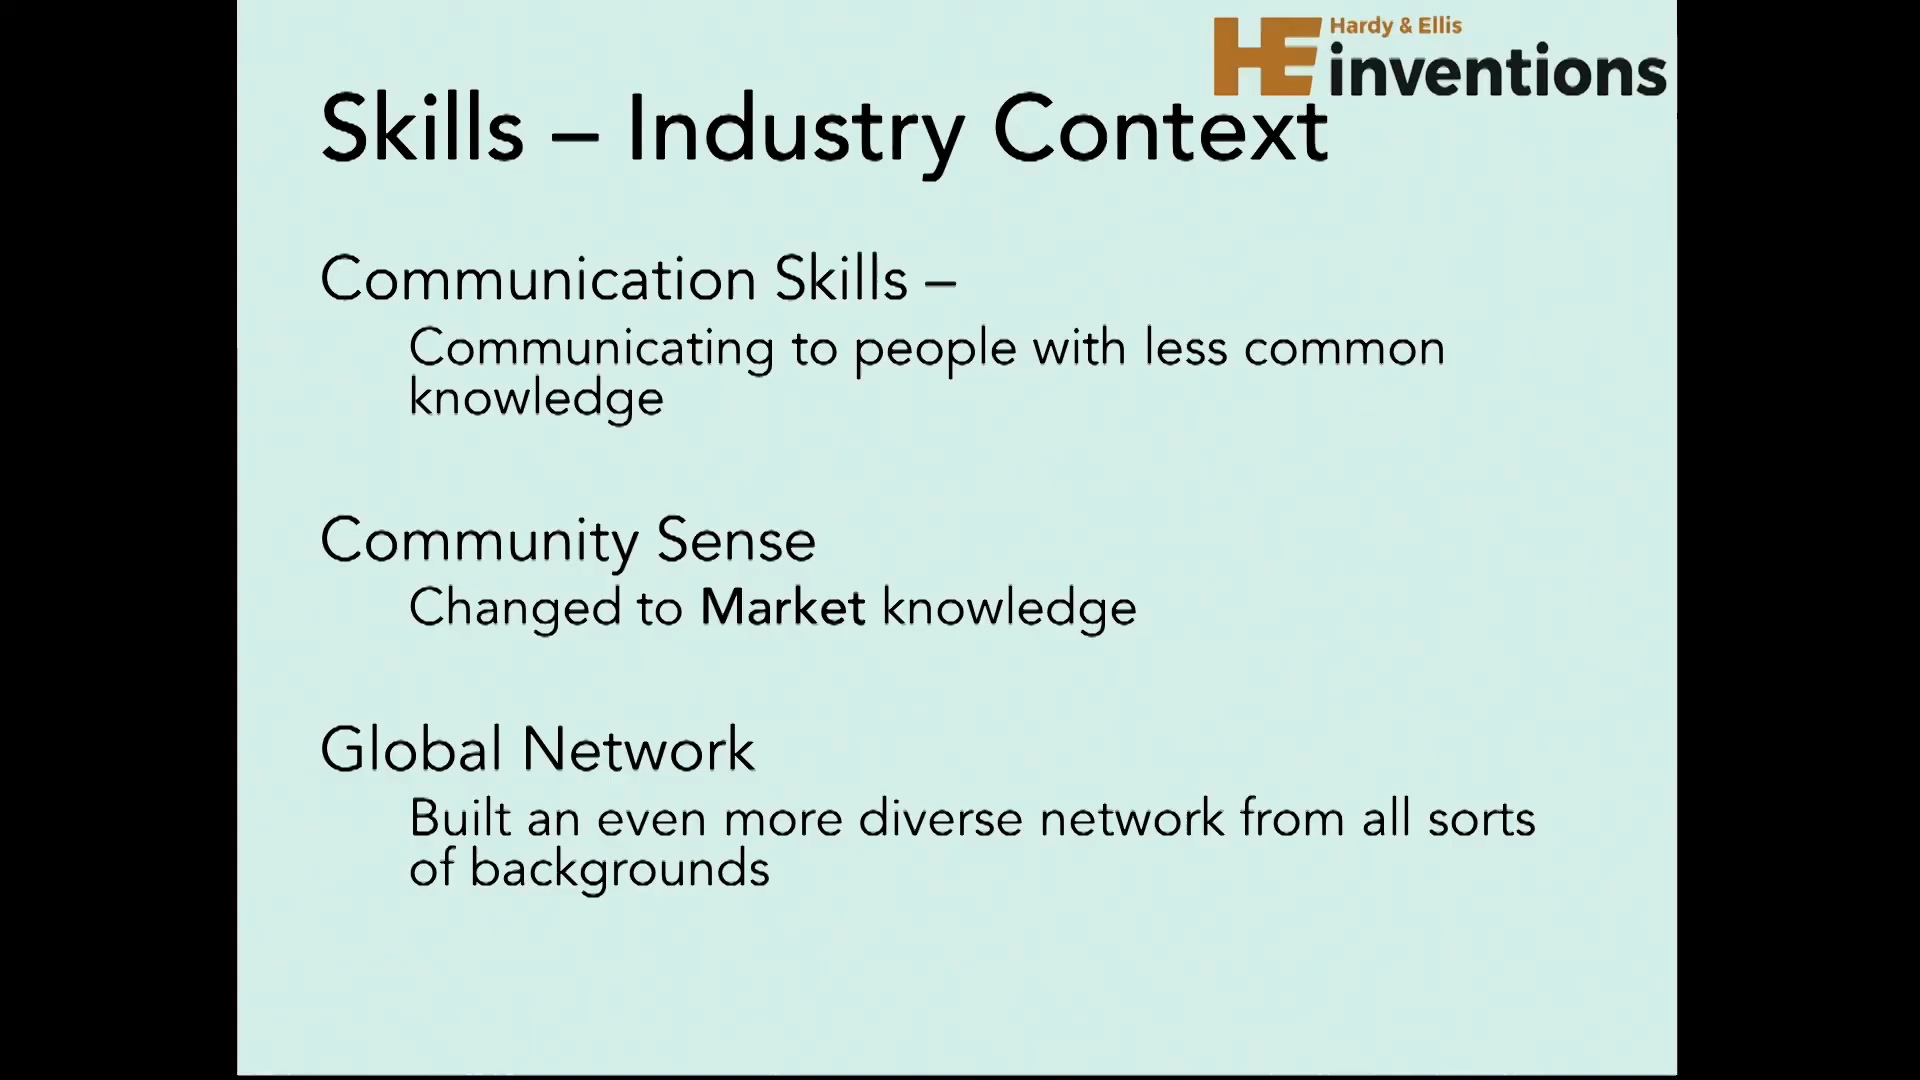 HE Hardy & Ellis
inventions
Skills – Industry Context
Communication Skills –
Communicating to people with less common
knowledge
Community Sense
Changed to Market knowledge
Global Network
Built an even more diverse network from all sorts
of backgrounds